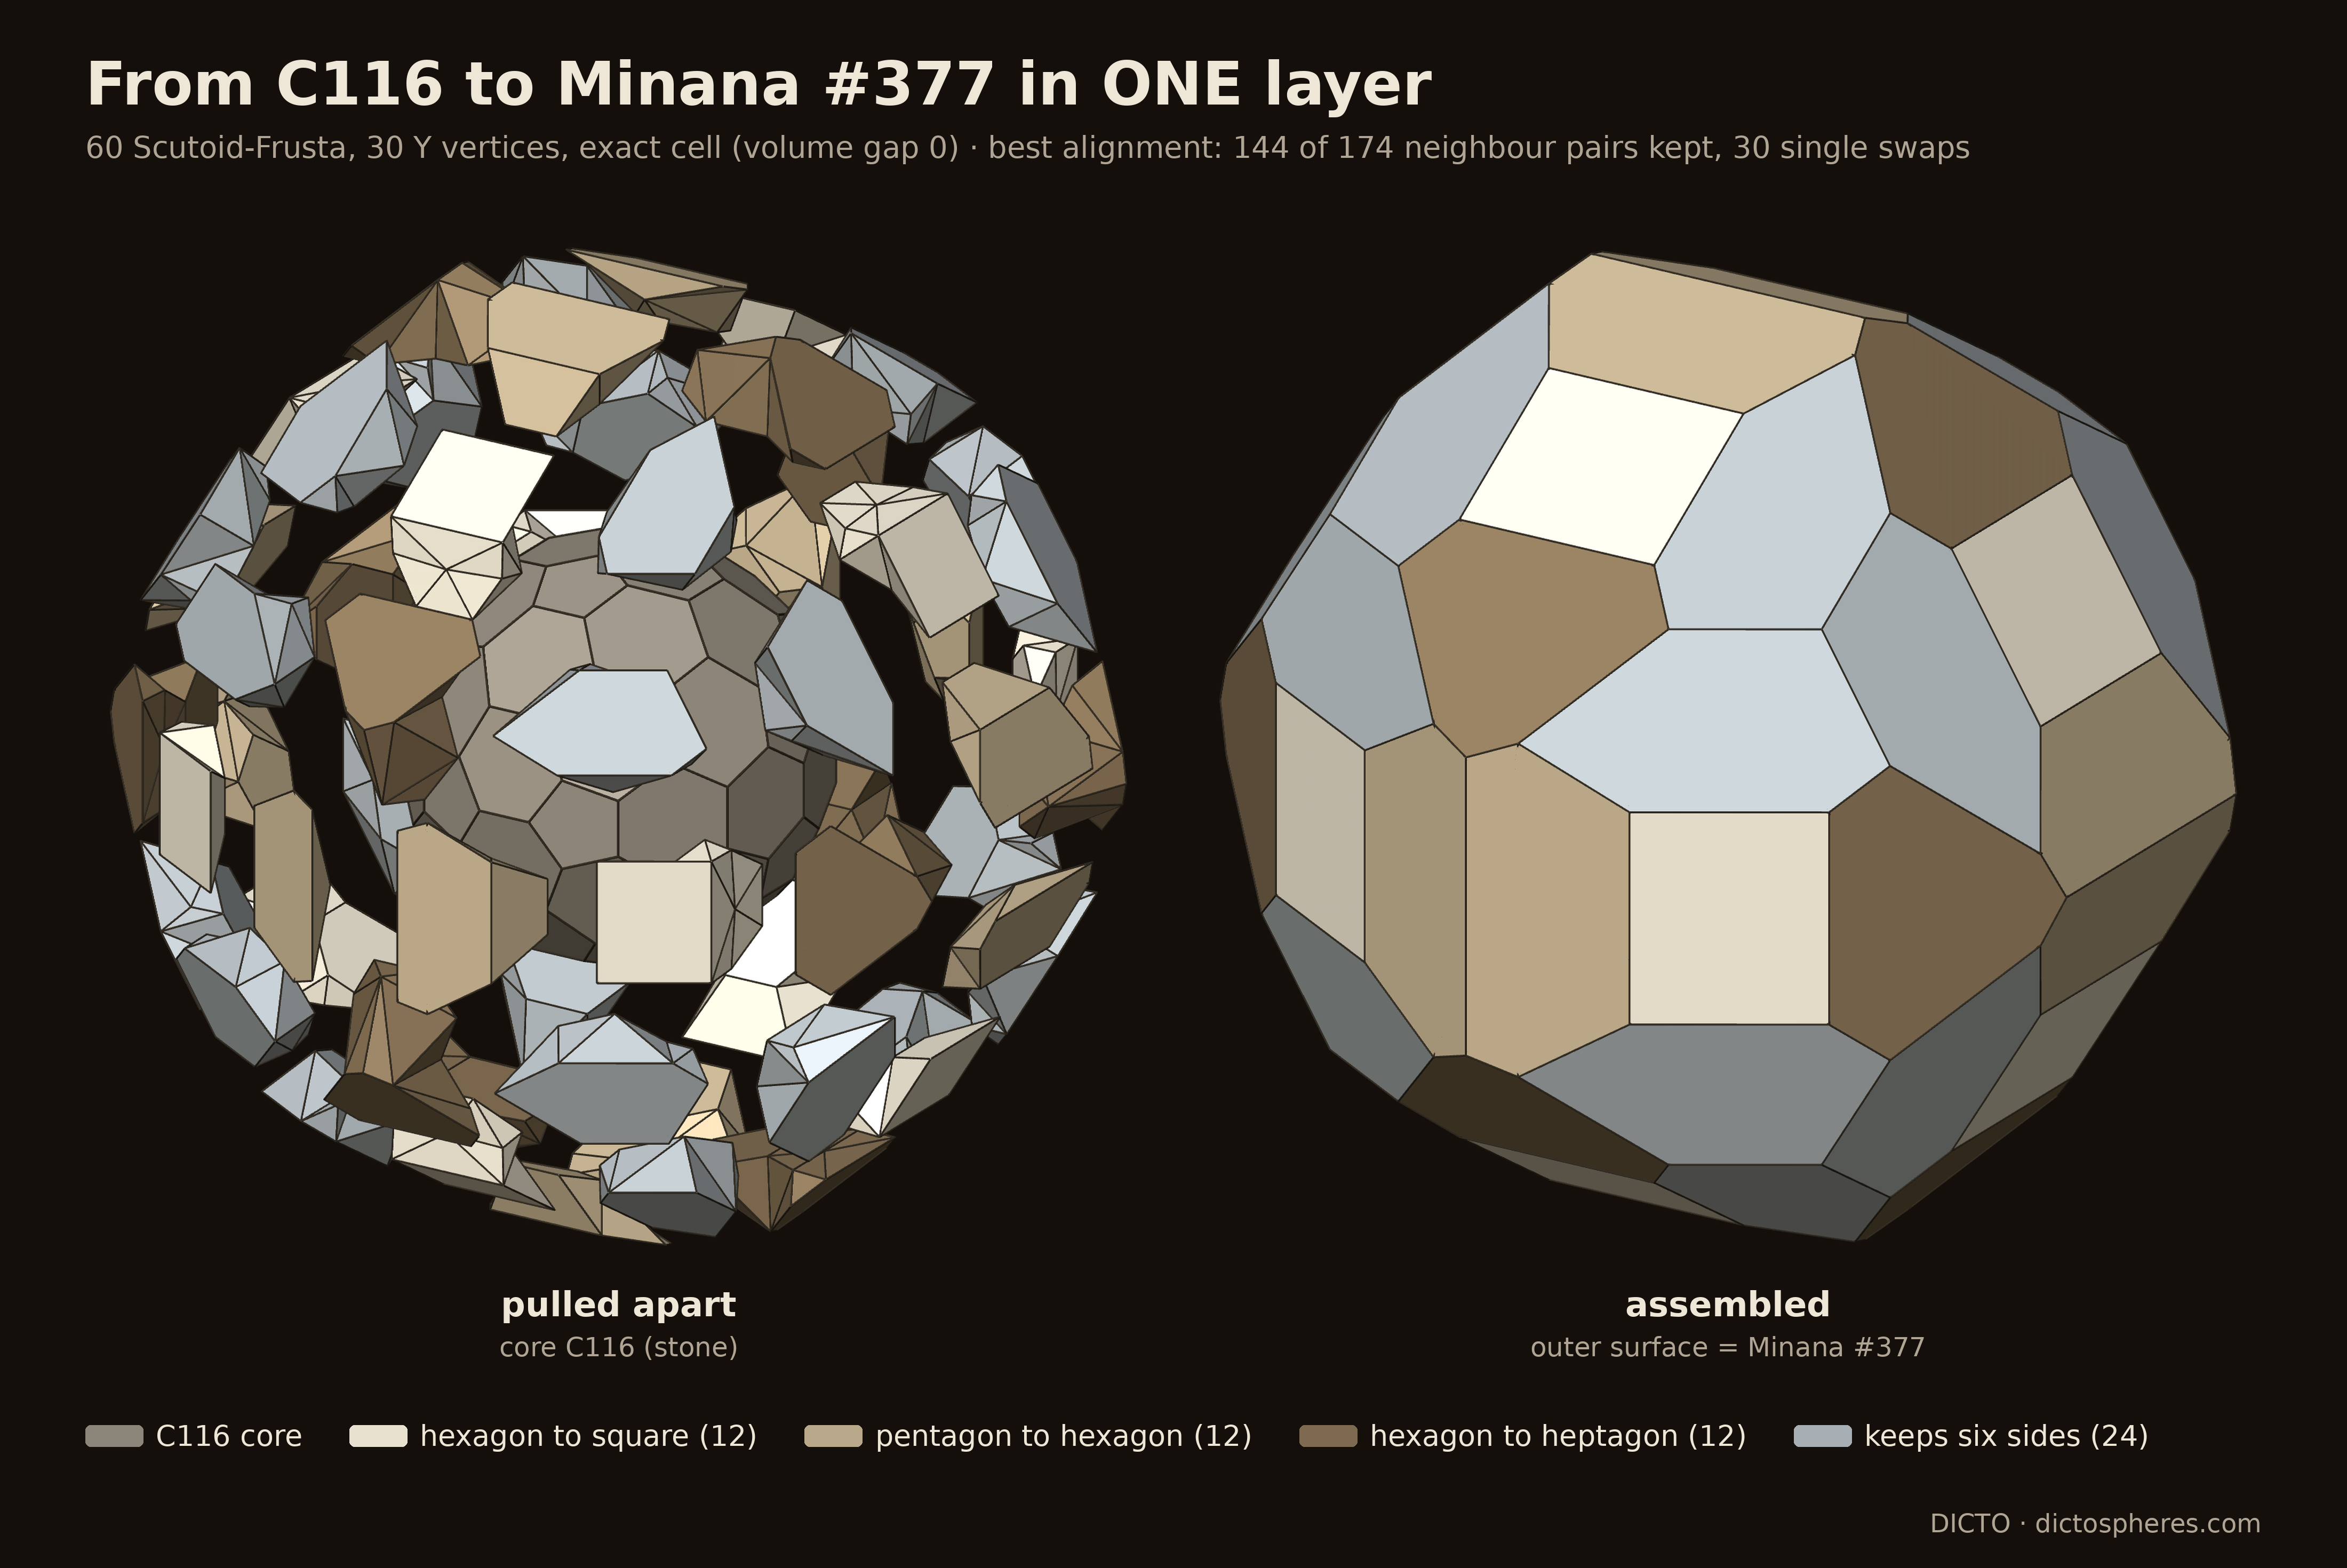 From C116 to Minana #377 in ONE layer
60 Scutoid-Frusta, 30 Y vertices, exact cell (volume gap 0) · best alignment: 144 of 174 neighbour pairs kept, 30 single swaps
pulled apart
core C116 (stone)
assembled
outer surface = Minana #377
C116 core
hexagon to square (12)
pentagon to hexagon (12)
hexagon to heptagon (12)
keeps six sides (24)
DICTO · dictospheres.com